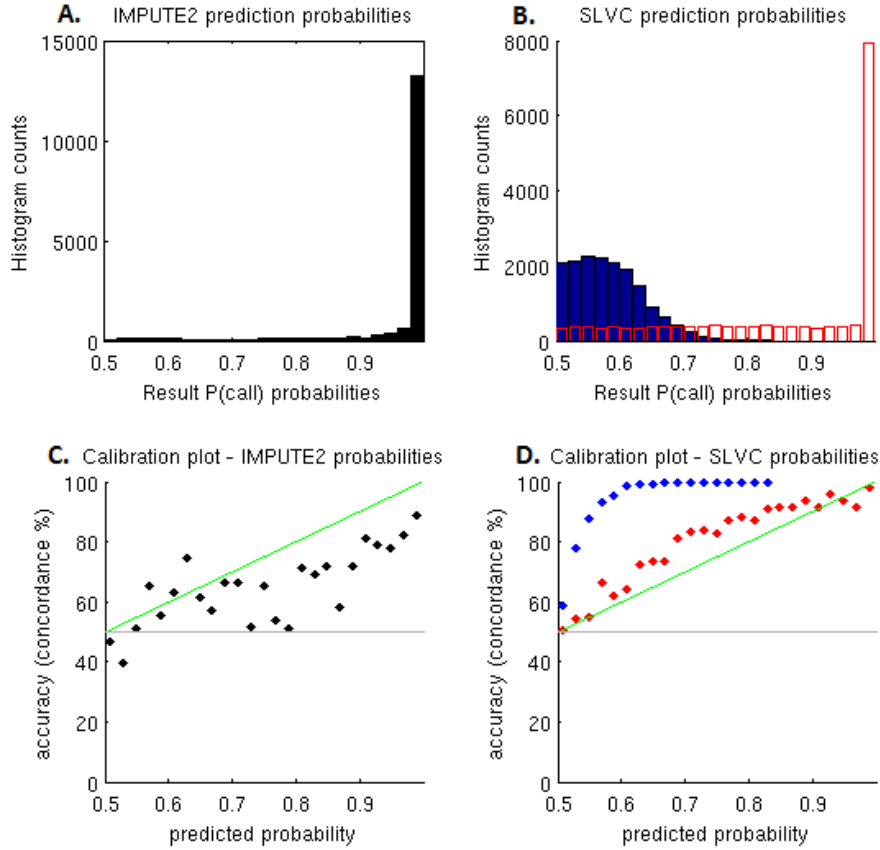 A. IMPUTE2 prediction probabilities
15000
10000
5000
0
Histogram counts
0.5 0.6 0.7 0.8 0.9
Result P(call) probabilities
B. SLVC prediction probabilities
8000
6000
4000
2000
0
Histogram counts
0.5 0.6 0.7 0.8 0.9
Result P(call) probabilities
C. Calibration plot - IMPUTE2 probabilities
100
80
60
40
20
0
accuracy (concordance %)
0.5 0.6 0.7 0.8 0.9
predicted probability
D. Calibration plot - SLVC probabilities
100
80
60
40
20
0
accuracy (concordance %)
0.5 0.6 0.7 0.8 0.9
predicted probability